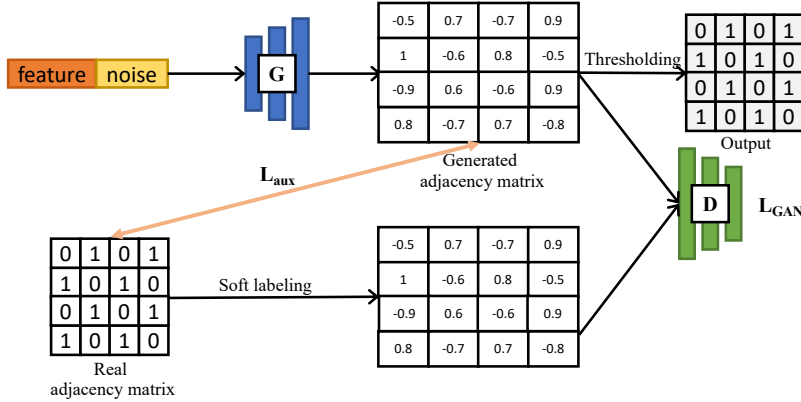 feature noise
G
-0.5 0.7 -0.7 0.9
1 -0.6 0.8 -0.5
-0.9 0.6 -0.6 0.9
0.8 -0.7 0.7 -0.8
Generated
adjacency matrix
Thresholding
0 1 0 1
1 0 1 0
0 1 0 1
1 0 1 0
Output
L_aux
D
L_GAN
0 1 0 1
1 0 1 0
0 1 0 1
1 0 1 0
Real
adjacency matrix
Soft labeling
-0.5 0.7 -0.7 0.9
1 -0.6 0.8 -0.5
-0.9 0.6 -0.6 0.9
0.8 -0.7 0.7 -0.8